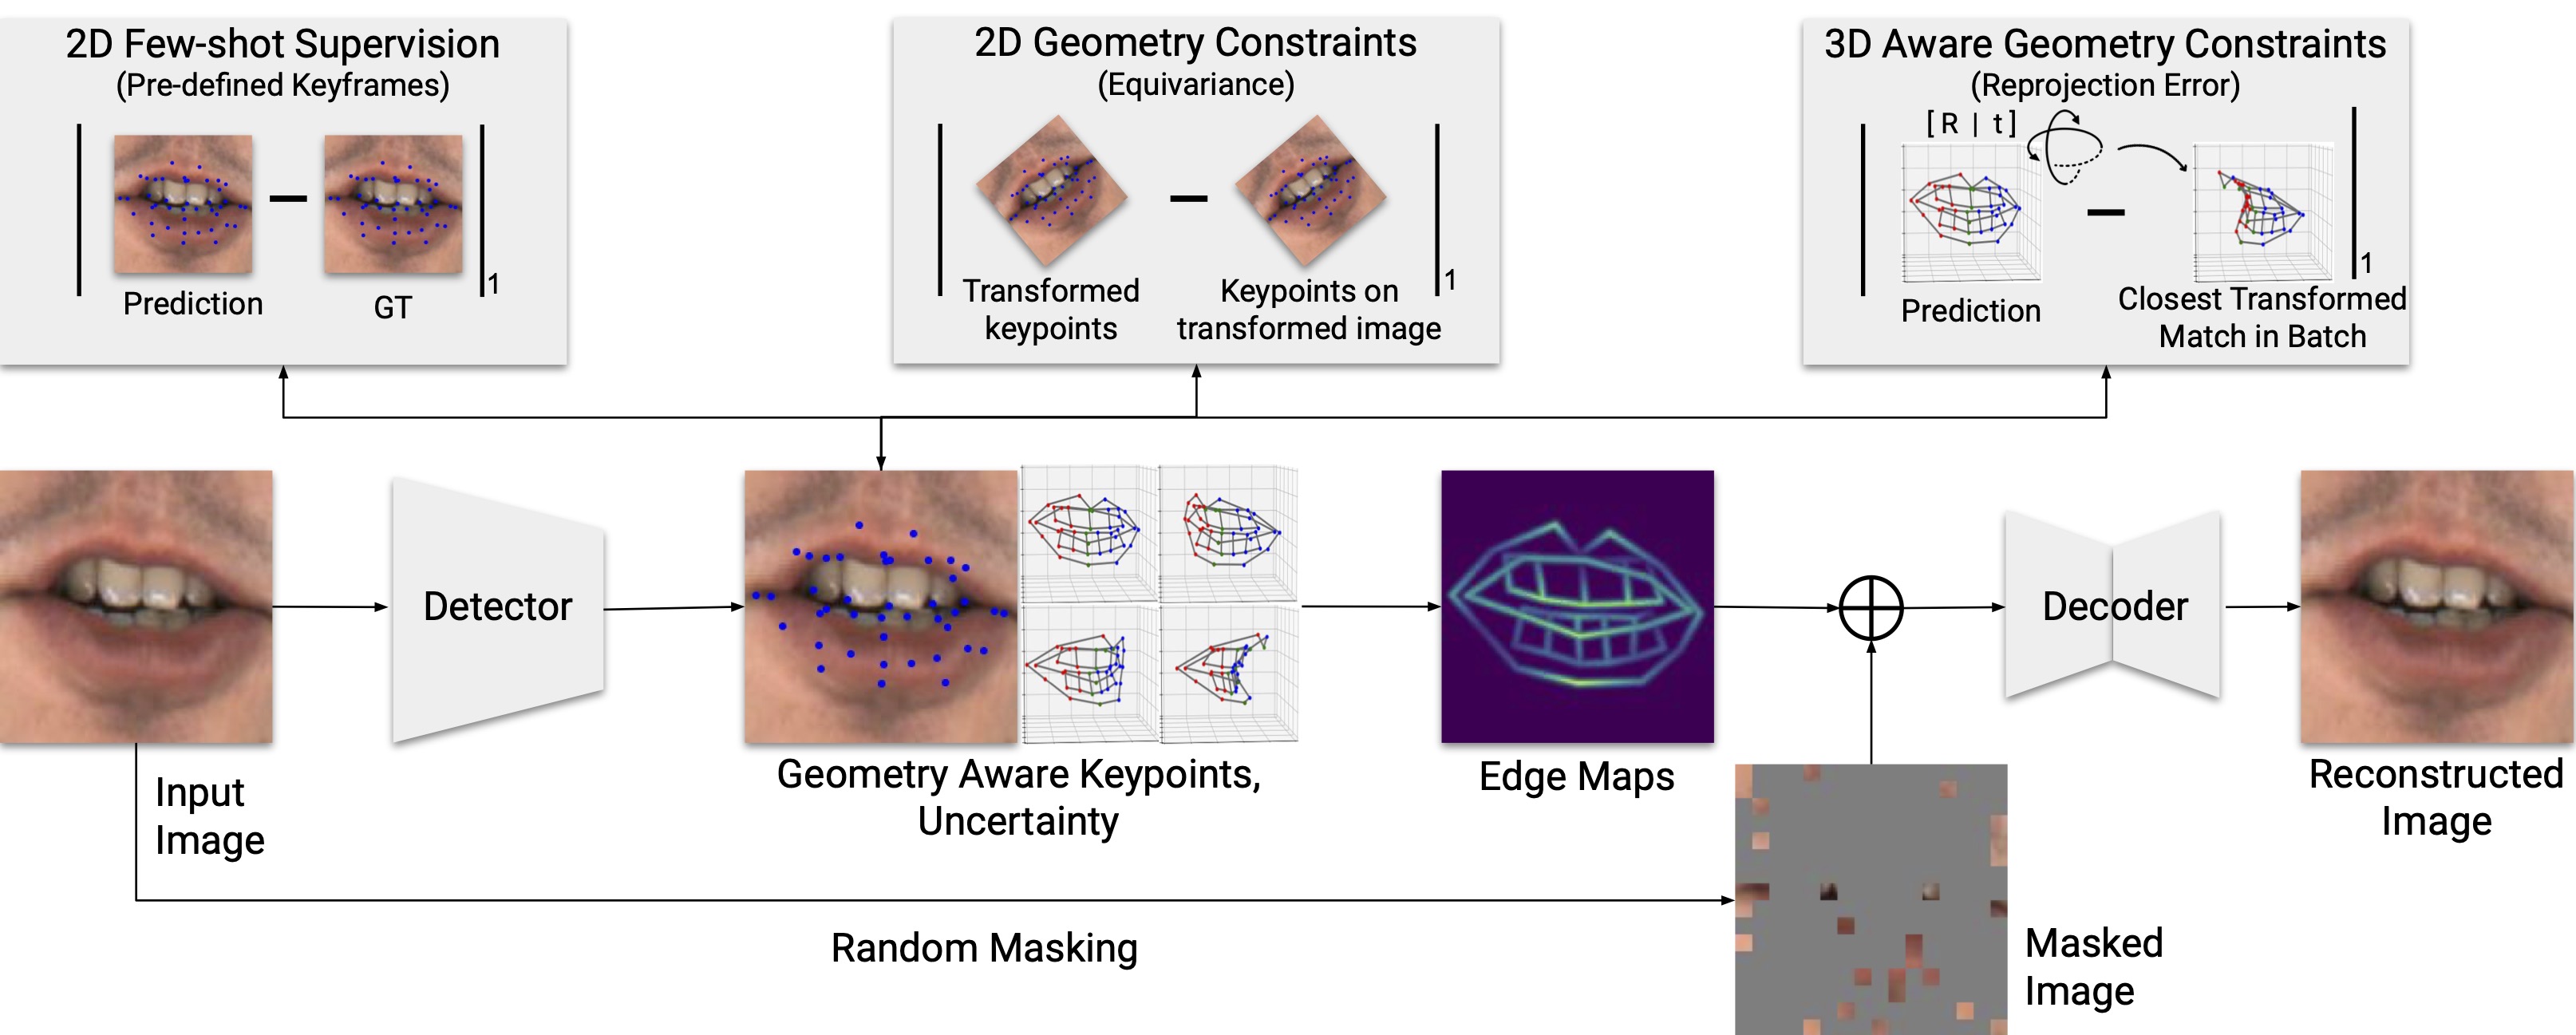 2D Few-shot Supervision
(Pre-defined Keyframes)
1
Prediction
GT
2D Geometry Constraints
(Equivariance)
1
Transformed
keypoints
Keypoints on
transformed image
3D Aware Geometry Constraints
(Reprojection Error)
[ R | t ]
1
Prediction
Closest Transformed
Match in Batch
Detector
Decoder
Input
Image
Geometry Aware Keypoints,
Uncertainty
Edge Maps
Reconstructed
Image
Random Masking
Masked
Image